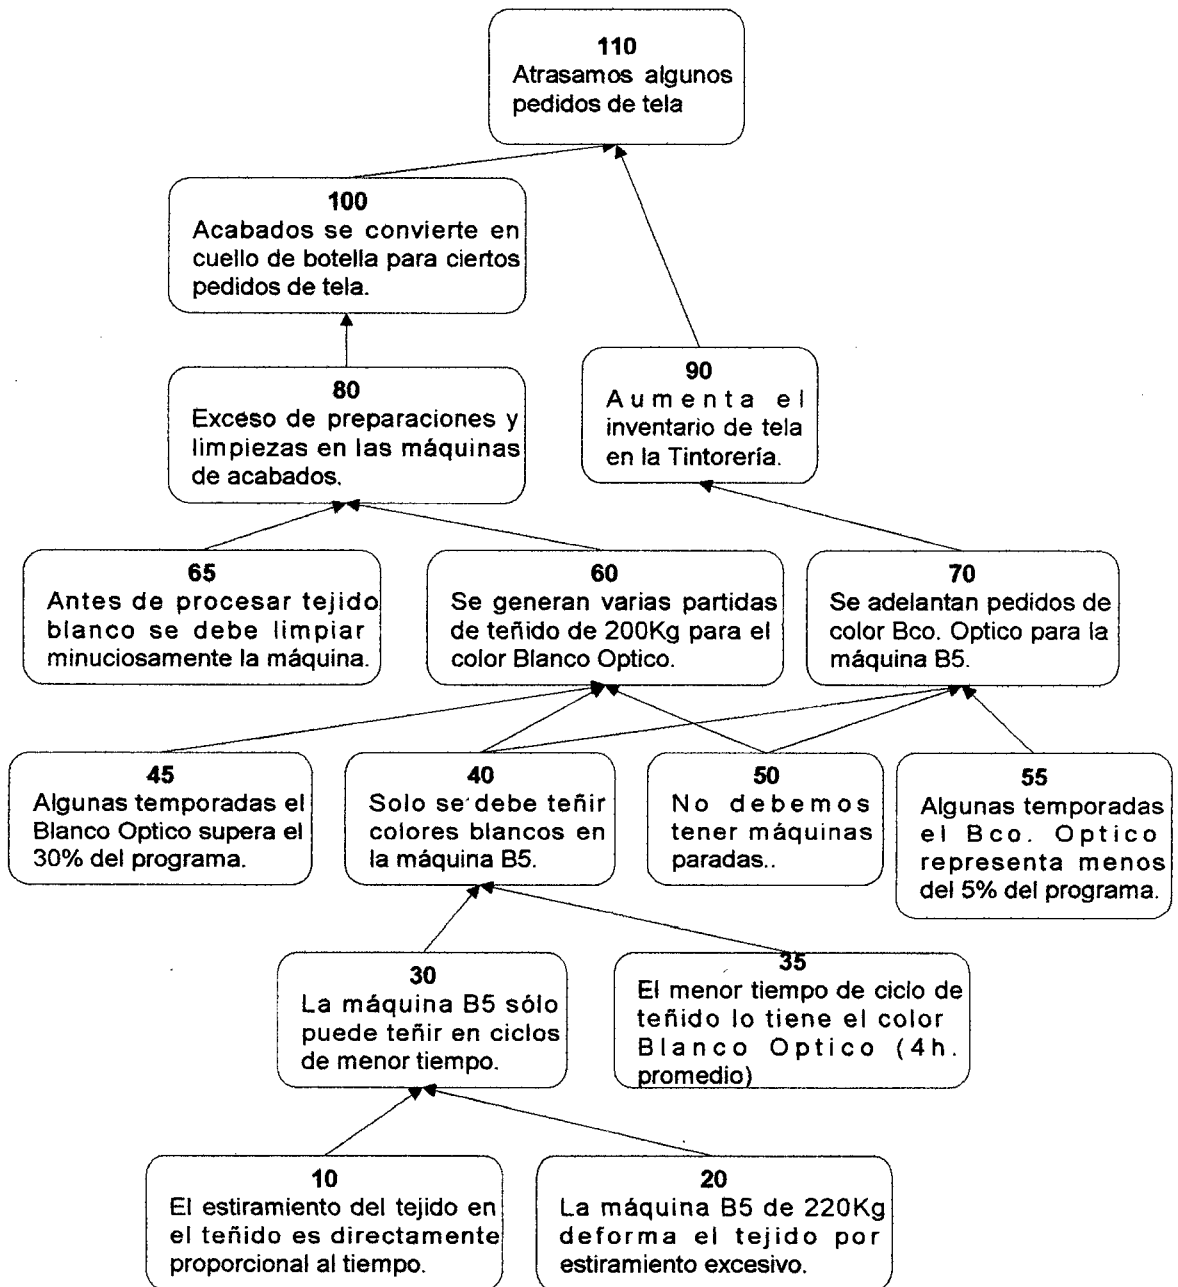 110
Atrasamos algunos
pedidos de tela
100
Acabados se convierte en
cuello de botella para ciertos
pedidos de tela.
80
Exceso de preparaciones y
limpiezas en las máquinas
de acabados.
90
Aumenta el
inventario de tela
en la Tintorería.
65
Antes de procesar tejido
blanco se debe limpiar
minuciosamente la máquina.
60
Se generan varias partidas
de teñido de 200Kg para el
color Blanco Optico.
70
Se adelantan pedidos de
color Bco. Optico para la
máquina B5.
45
Algunas temporadas el
Blanco Optico supera el
30% del programa.
40
Solo se debe teñir
colores blancos en
la máquina B5.
50
No debemos
tener máquinas
paradas..
55
Algunas temporadas
el Bco. Optico
representa menos
del 5% del programa.
30
La máquina B5 sólo
puede teñir en ciclos
de menor tiempo.
35
El menor tiempo de ciclo de
teñido lo tiene el color
Blanco Optico (4h.
promedio)
10
El estiramiento del tejido en
el teñido es directamente
proporcional al tiempo.
20
La máquina B5 de 220Kg
deforma el tejido por
estiramiento excesivo.